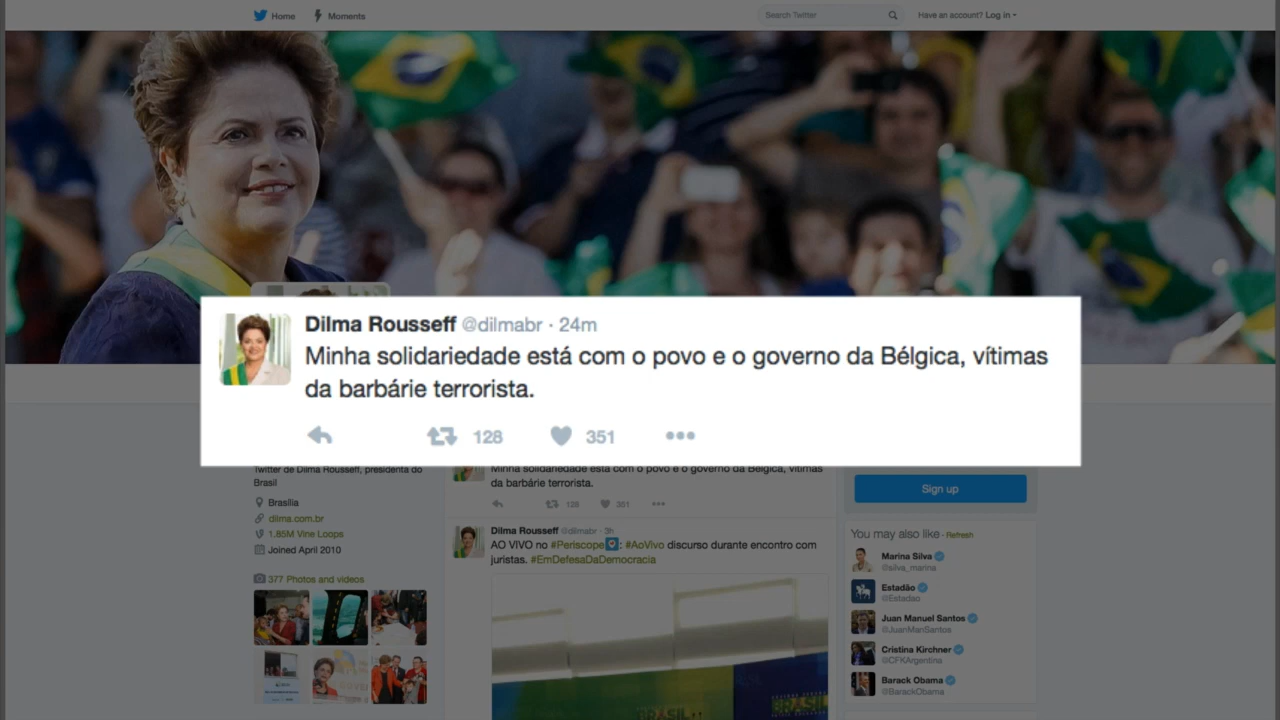 Home
Moments
Search Twitter
Have an account? Log in
Dilma Rousseff @dilmabr · 24m
Minha solidariedade está com o povo e o governo da Bélgica, vítimas
da barbárie terrorista.
128
351
Twitter de Dilma Rousseff, presidenta do
Brasil
Brasília
dilma.com.br
1.85M Vine Loops
Joined April 2010
377 Photos and videos
Minha solidariedade está com o povo e o governo da Bélgica, vítimas
da barbárie terrorista.
128
351
Dilma Rousseff @dilmabr · 3h
AO VIVO no #Periscope: #AoVivo discurso durante encontro com
juristas. #EmDefesaDaDemocracia
BRASIL
Sign up
You may also like · Refresh
Marina Silva
@silva_marina
Estadão
@Estadao
Juan Manuel Santos
@JuanManSantos
Cristina Kirchner
@CFKArgentina
Barack Obama
@BarackObama